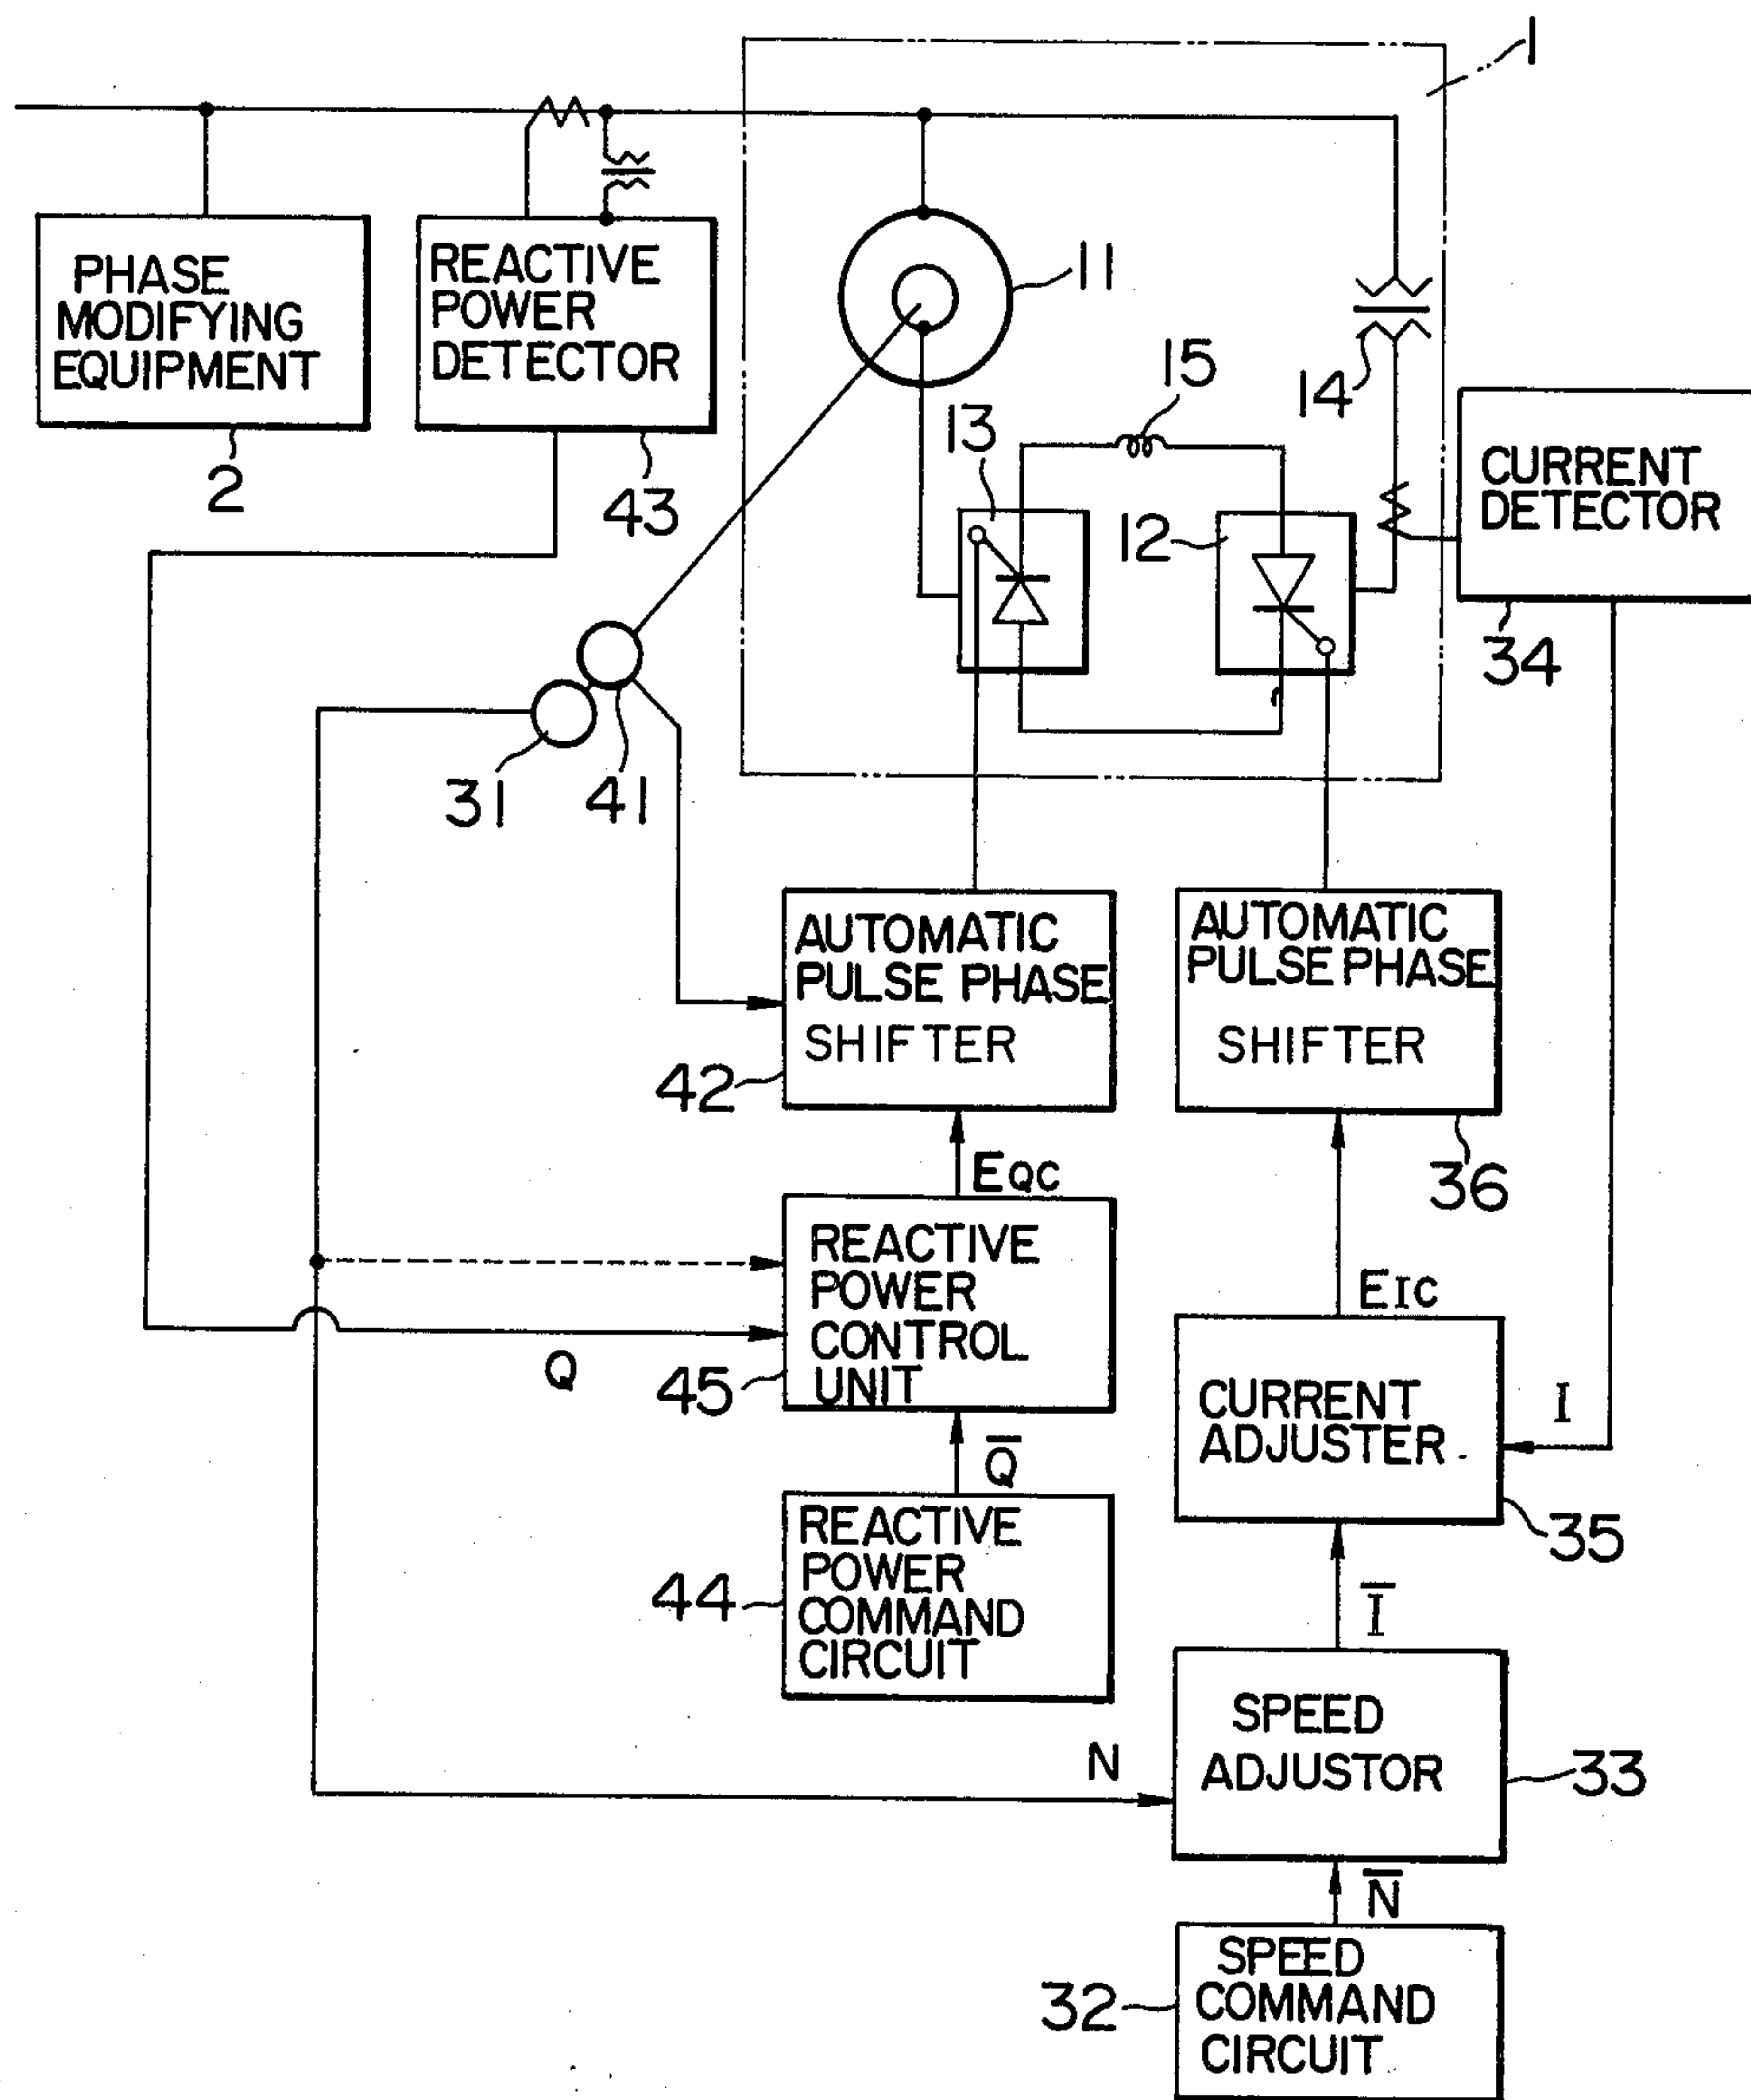 1
PHASE
MODIFYING
EQUIPMENT
2
REACTIVE
POWER
DETECTOR
43
11
15
14
13
12
CURRENT
DETECTOR
34
31
41
AUTOMATIC
PULSE PHASE
SHIFTER
42
AUTOMATIC
PULSE PHASE
SHIFTER
36
EQC
REACTIVE
POWER
CONTROL
UNIT
45
Q
EIC
CURRENT
ADJUSTER
I
35
Q̅
REACTIVE
POWER
COMMAND
CIRCUIT
44
I̅
SPEED
ADJUSTOR
33
N
N̅
SPEED
COMMAND
CIRCUIT
32